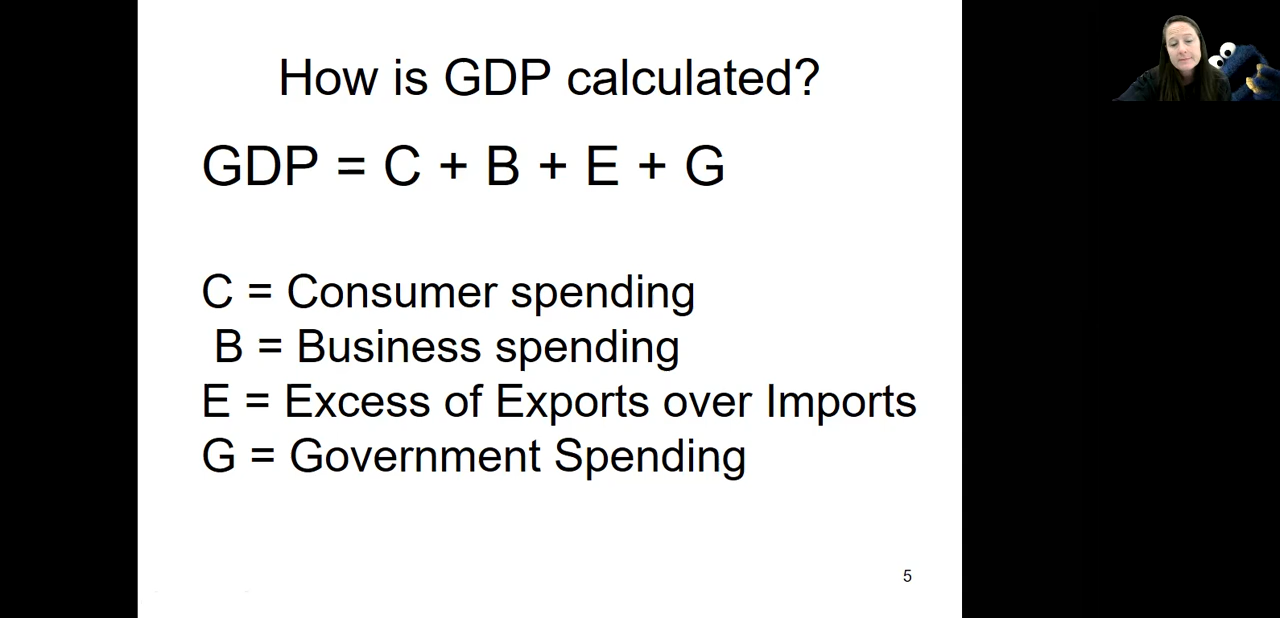 How is GDP calculated?
GDP = C + B + E + G
C = Consumer spending
B = Business spending
E = Excess of Exports over Imports
G = Government Spending
5